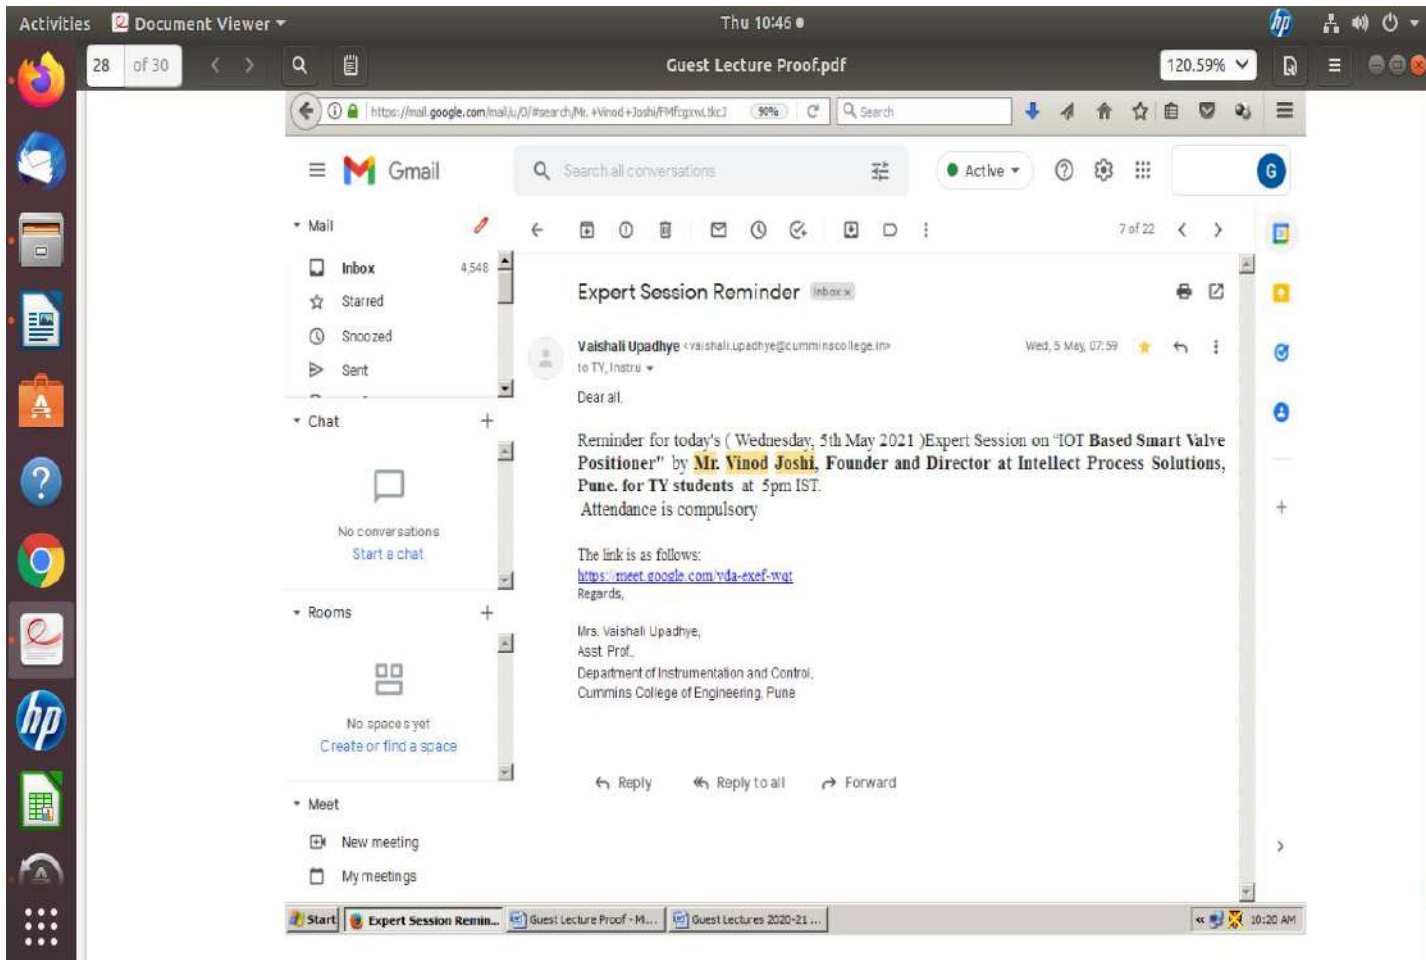 Activities Document Viewer Thu 10:46
28 of 30 Guest Lecture Proof.pdf 120.59%
90% Search
Gmail Search all conversations Active G
Mail 7 of 22
Inbox 4,548
Expert Session Reminder Inbox x
Starred
Snoozed
Vaishali Upadhye <vaishali.upadhye@cumminscollege.in> Wed, 5 May, 07:59
to TY, Instru
Sent
Dear all,
Chat
Reminder for today's ( Wednesday, 5th May 2021 )Expert Session on "IOT Based Smart Valve
Positioner" by Mr. Vinod Joshi, Founder and Director at Intellect Process Solutions,
Pune. for TY students at 5pm IST.
Attendance is compulsory
No conversations
Start a chat
The link is as follows:
https://meet.google.com/vda-exef-wqt
Regards,
Rooms
Mrs. Vaishali Upadhye,
Asst. Prof.,
Department of Instrumentation and Control,
Cummins College of Engineering, Pune
No spaces yet
Create or find a space
Reply Reply to all Forward
Meet
New meeting
My meetings
Start Expert Session Remin... Guest Lecture Proof - M... Guest Lectures 2020-21 ... 10:20 AM